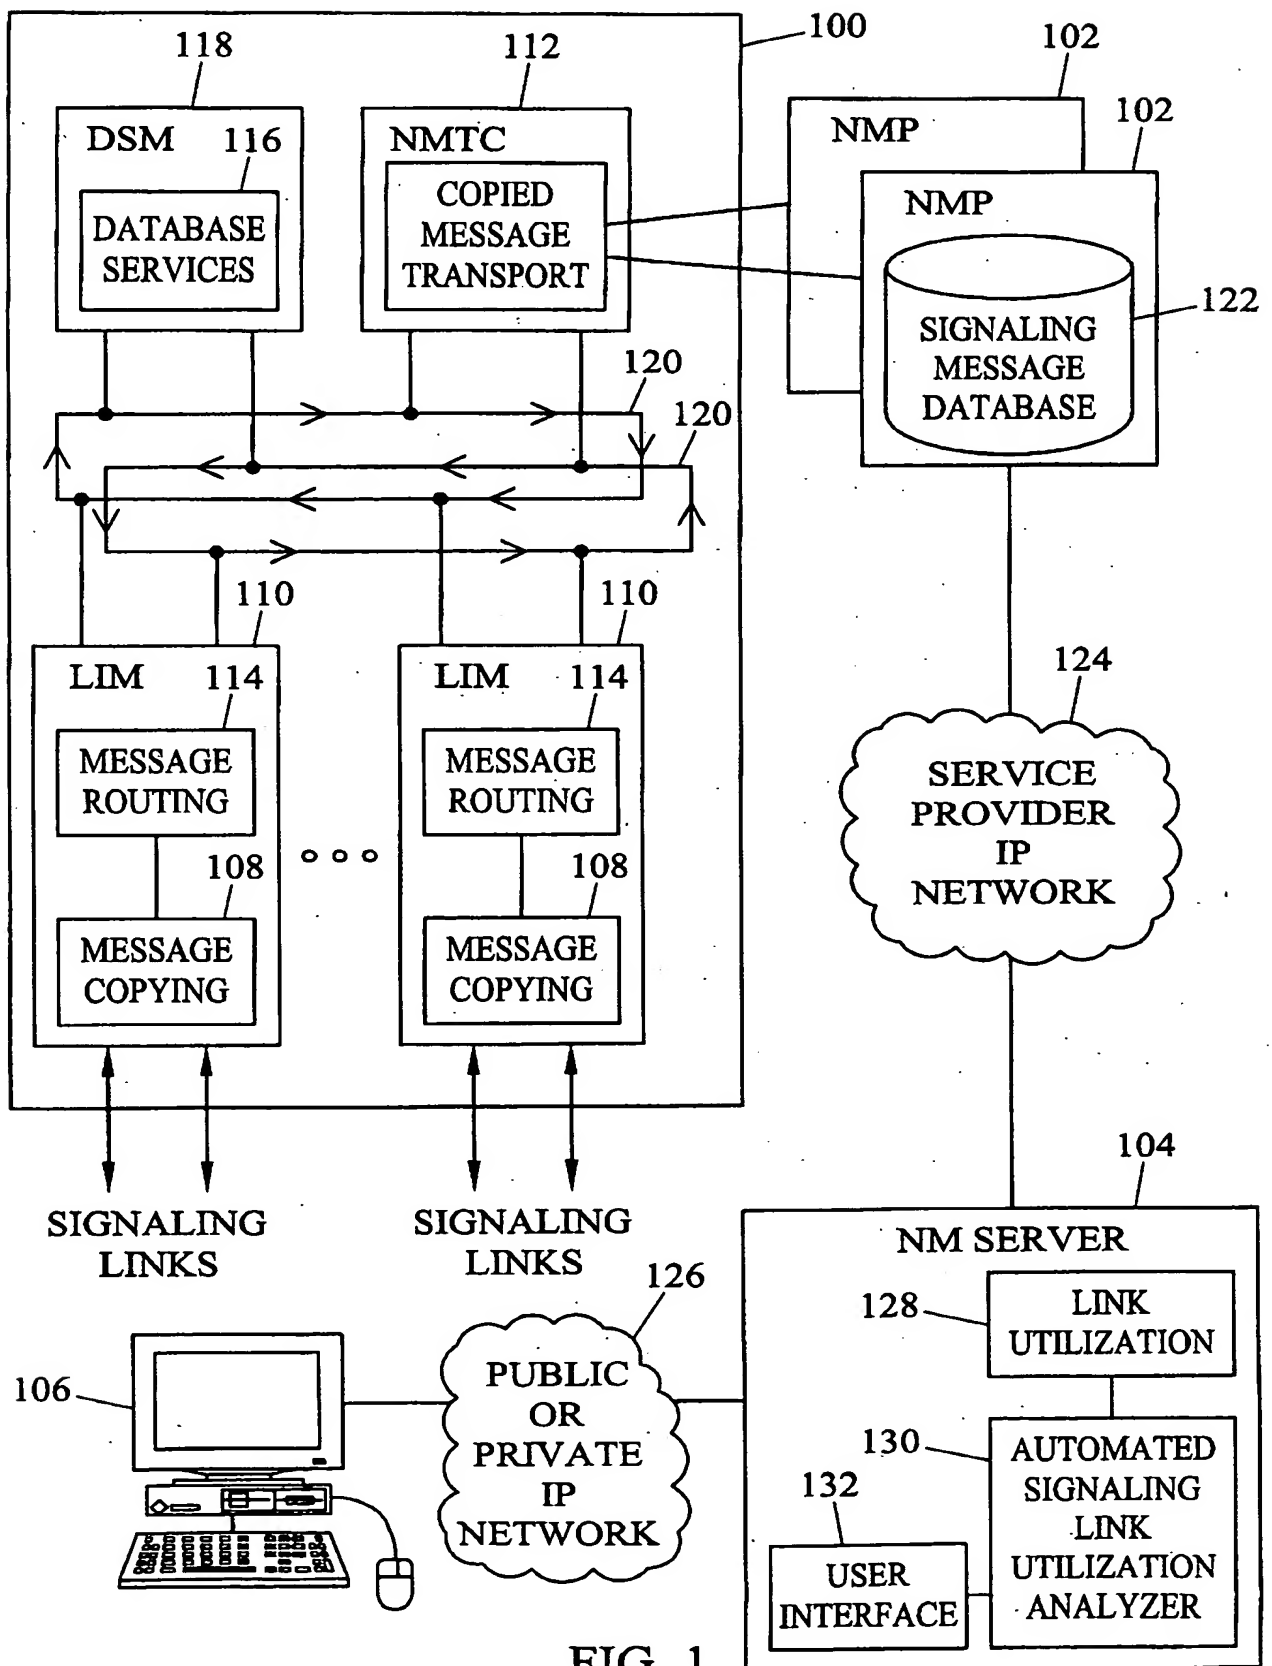 100
118
112
102
102
DSM
116
DATABASE
SERVICES
NMTC
COPIED
MESSAGE
TRANSPORT
NMP
NMP
SIGNALING
MESSAGE
DATABASE
122
120
120
110
110
LIM
114
MESSAGE
ROUTING
108
MESSAGE
COPYING
LIM
114
MESSAGE
ROUTING
108
MESSAGE
COPYING
124
SERVICE
PROVIDER
IP
NETWORK
SIGNALING
LINKS
SIGNALING
LINKS
104
NM SERVER
128
LINK
UTILIZATION
130
AUTOMATED
SIGNALING
LINK
UTILIZATION
ANALYZER
132
USER
INTERFACE
126
PUBLIC
OR
PRIVATE
IP
NETWORK
106
FIG. 1